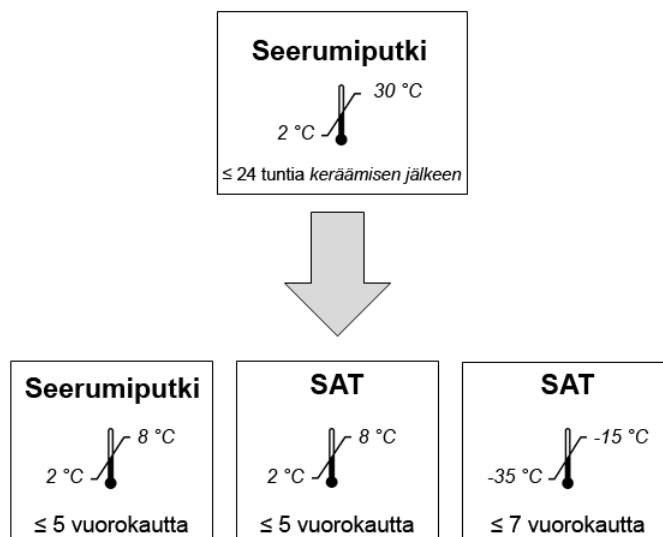 Seerumiputki
30 °C
2 °C
≤ 24 tuntia keräämisen jälkeen
Seerumiputki
8 °C
2 °C
≤ 5 vuorokautta
SAT
8 °C
2 °C
≤ 5 vuorokautta
SAT
-15 °C
-35 °C
≤ 7 vuorokautta